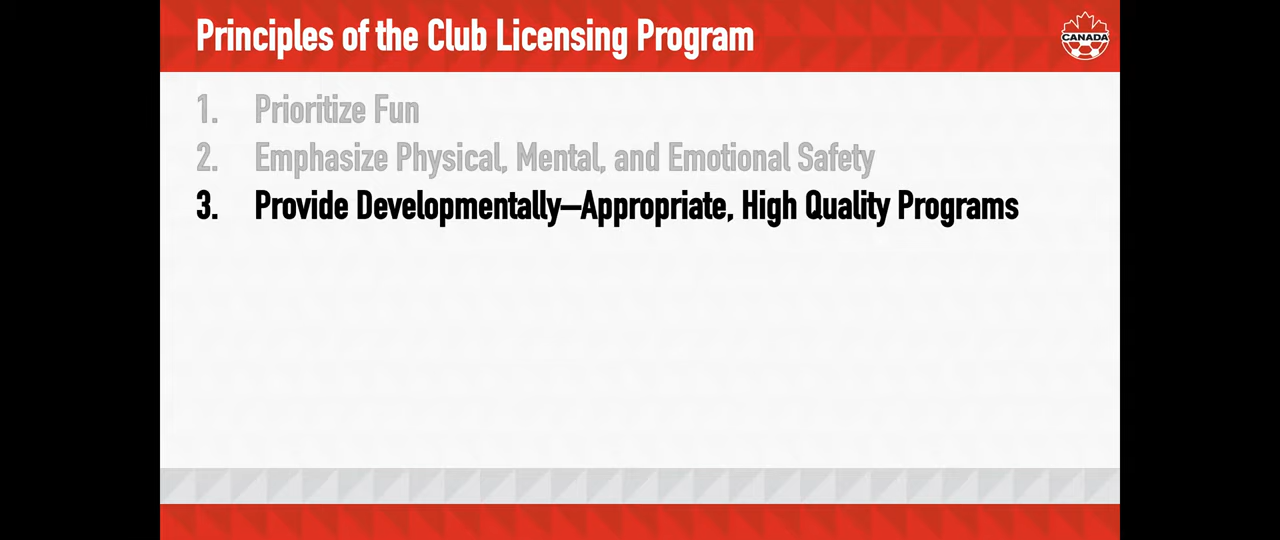 Principles of the Club Licensing Program
CANADA
1. Prioritize Fun
2. Emphasize Physical, Mental, and Emotional Safety
3. Provide Developmentally–Appropriate, High Quality Programs